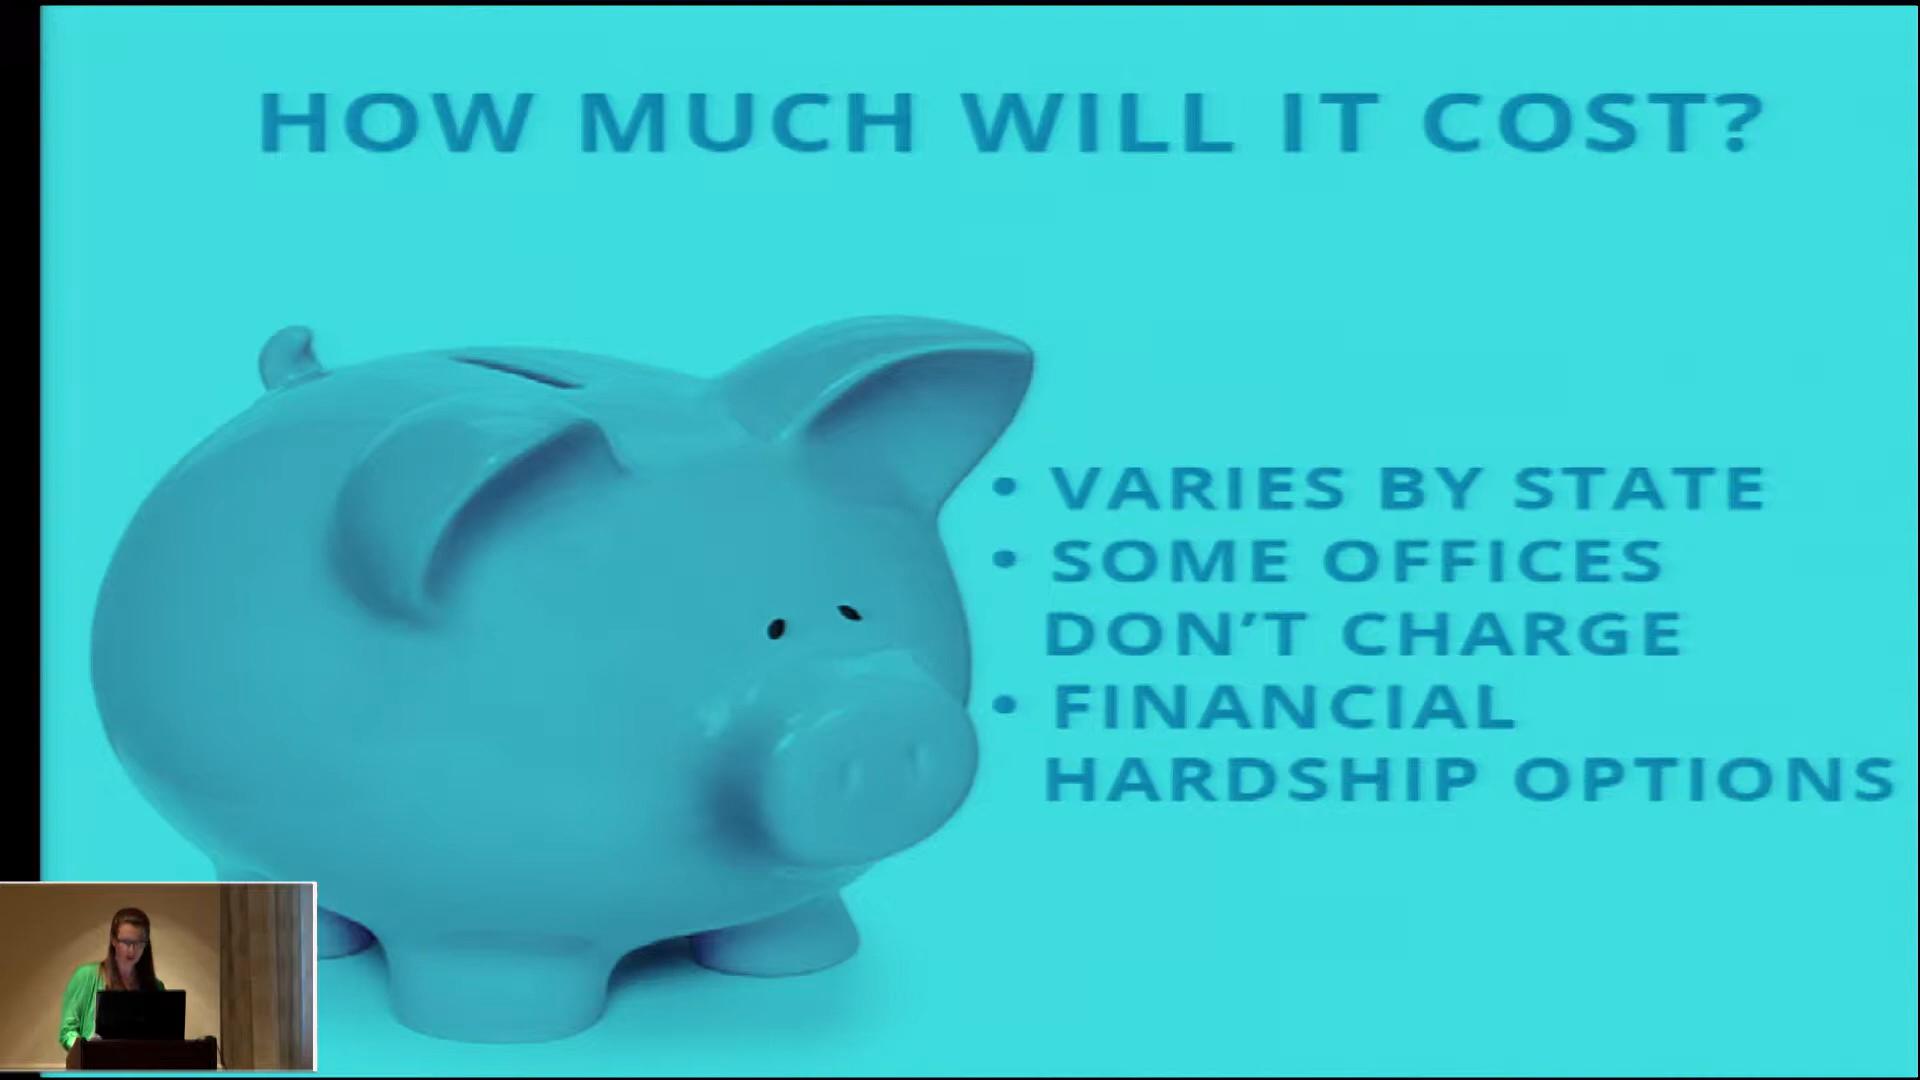 HOW MUCH WILL IT COST?
• VARIES BY STATE
• SOME OFFICES
DON’T CHARGE
• FINANCIAL
HARDSHIP OPTIONS